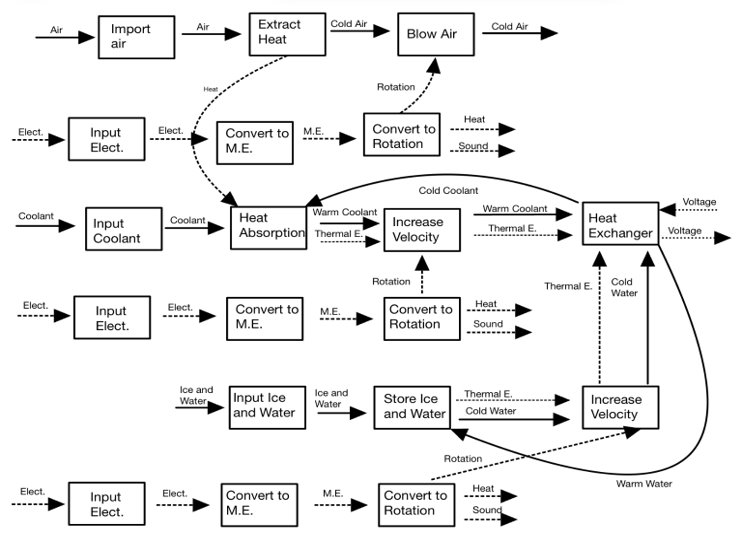 Air
Import
air
Air
Extract
Heat
Cold Air
Blow Air
Cold Air
Heat
Rotation
Elect.
Input
Elect.
Elect.
Convert to
M.E.
M.E.
Convert to
Rotation
Heat
Sound
Cold Coolant
Coolant
Input
Coolant
Coolant
Heat
Absorption
Warm Coolant
Thermal E.
Increase
Velocity
Warm Coolant
Thermal E.
Heat
Exchanger
Voltage
Voltage
Rotation
Thermal E.
Cold
Water
Elect.
Input
Elect.
Elect.
Convert to
M.E.
M.E.
Convert to
Rotation
Heat
Sound
Ice and
Water
Input Ice
and Water
Ice and
Water
Store Ice
and Water
Thermal E.
Cold Water
Increase
Velocity
Rotation
Warm Water
Elect.
Input
Elect.
Elect.
Convert to
M.E.
M.E.
Convert to
Rotation
Heat
Sound